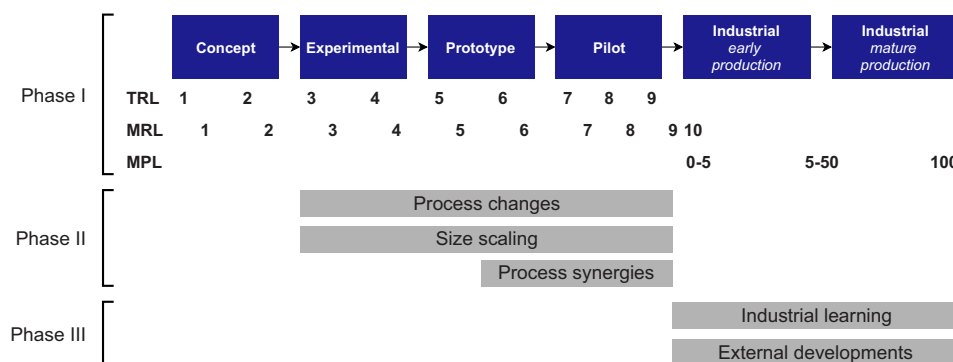 Concept
Experimental
Prototype
Pilot
Industrial
early
production
Industrial
mature
production
Phase I
TRL 1 2 3 4 5 6 7 8 9
MRL 1 2 3 4 5 6 7 8 9 10
MPL 0-5 5-50 100
Phase II
Process changes
Size scaling
Process synergies
Phase III
Industrial learning
External developments